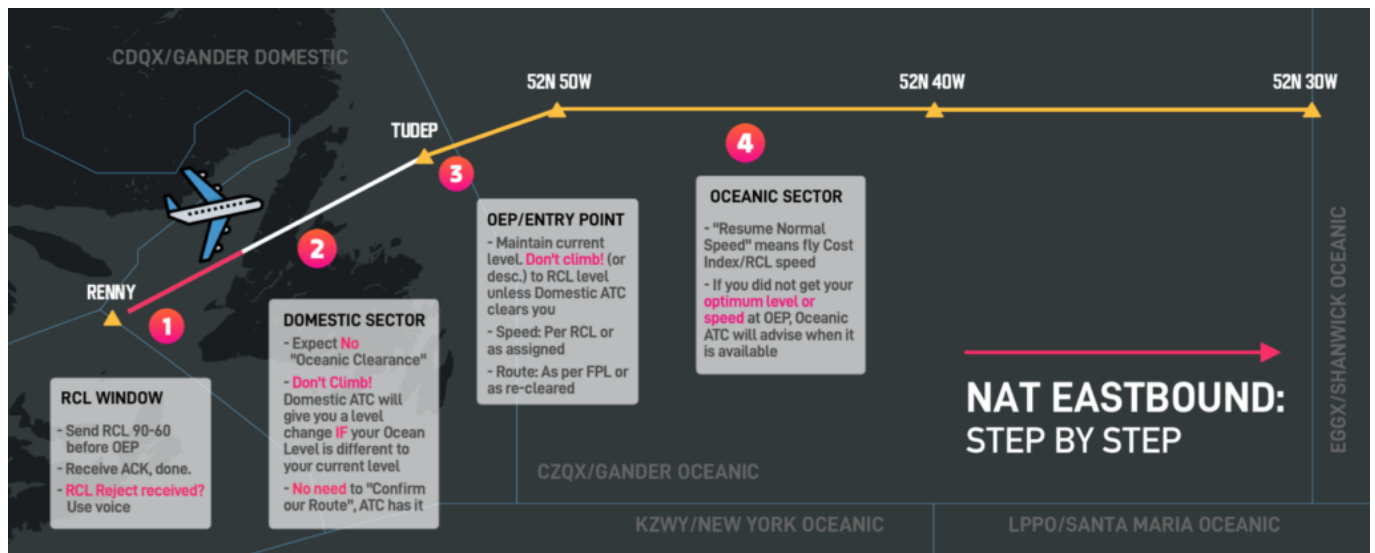 CDQX/GANDER DOMESTIC
52N 50W
52N 40W
52N 30W
TUDEP
3
4
2
RENNY
1
RCL WINDOW
- Send RCL 90-60
before OEP
- Receive ACK, done.
- RCL Reject received?
Use voice
DOMESTIC SECTOR
- Expect No
"Oceanic Clearance"
- Don't Climb!
Domestic ATC will
give you a level
change IF your Ocean
Level is different to
your current level
- No need to "Confirm
our Route", ATC has it
OEP/ENTRY POINT
- Maintain current
level. Don't climb! (or
desc.) to RCL level
unless Domestic ATC
clears you
- Speed: Per RCL or
as assigned
- Route: As per FPL or
as re-cleared
OCEANIC SECTOR
- "Resume Normal
Speed" means fly Cost
Index/RCL speed
- If you did not get your
optimum level or
speed at OEP, Oceanic
ATC will advise when it
is available
NAT EASTBOUND:
STEP BY STEP
EGGX/SHANWICK OCEANIC
CZQX/GANDER OCEANIC
KZWY/NEW YORK OCEANIC
LPPO/SANTA MARIA OCEANIC